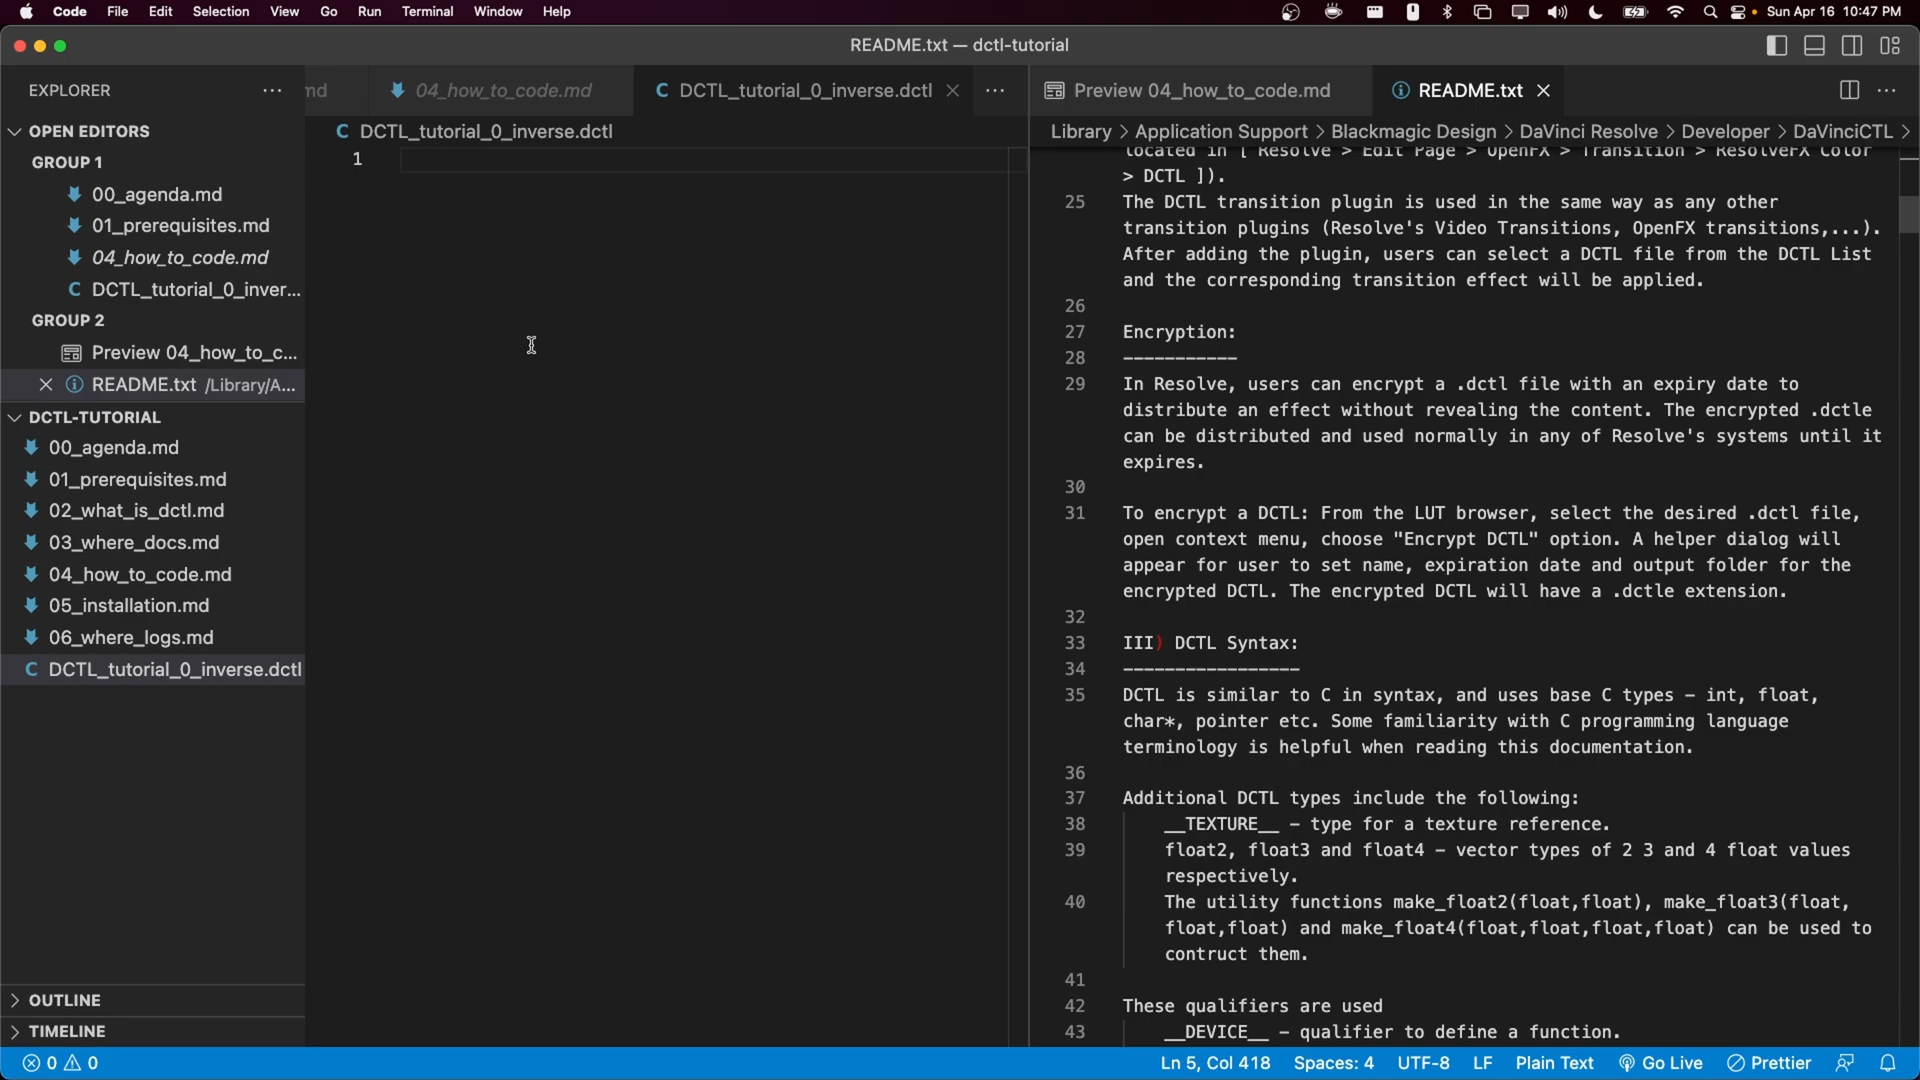 Code File Edit Selection View Go Run Terminal Window Help Sun Apr 16 10:47 PM
README.txt — dctl-tutorial
EXPLORER
OPEN EDITORS
GROUP 1
00_agenda.md
01_prerequisites.md
04_how_to_code.md
DCTL_tutorial_0_inver...
GROUP 2
Preview 04_how_to_c...
README.txt /Library/A...
DCTL-TUTORIAL
00_agenda.md
01_prerequisites.md
02_what_is_dctl.md
03_where_docs.md
04_how_to_code.md
05_installation.md
06_where_logs.md
DCTL_tutorial_0_inverse.dctl
OUTLINE
TIMELINE
md 04_how_to_code.md DCTL_tutorial_0_inverse.dctl
C DCTL_tutorial_0_inverse.dctl
1
Preview 04_how_to_code.md README.txt
Library > Application Support > Blackmagic Design > DaVinci Resolve > Developer > DaVinciCTL >
located in [ Resolve > Edit Page > OpenFX > Transition > ResolveFX Color
> DCTL ]).
25 The DCTL transition plugin is used in the same way as any other
transition plugins (Resolve's Video Transitions, OpenFX transitions,...).
After adding the plugin, users can select a DCTL file from the DCTL List
and the corresponding transition effect will be applied.
26
27 Encryption:
28 -----------
29 In Resolve, users can encrypt a .dctl file with an expiry date to
distribute an effect without revealing the content. The encrypted .dctle
can be distributed and used normally in any of Resolve's systems until it
expires.
30
31 To encrypt a DCTL: From the LUT browser, select the desired .dctl file,
open context menu, choose "Encrypt DCTL" option. A helper dialog will
appear for user to set name, expiration date and output folder for the
encrypted DCTL. The encrypted DCTL will have a .dctle extension.
32
33 III) DCTL Syntax:
34 -----------------
35 DCTL is similar to C in syntax, and uses base C types - int, float,
char*, pointer etc. Some familiarity with C programming language
terminology is helpful when reading this documentation.
36
37 Additional DCTL types include the following:
38 __TEXTURE__ - type for a texture reference.
39 float2, float3 and float4 - vector types of 2 3 and 4 float values
respectively.
40 The utility functions make_float2(float,float), make_float3(float,
float,float) and make_float4(float,float,float,float) can be used to
contruct them.
41
42 These qualifiers are used
43 __DEVICE__ - qualifier to define a function.
0 0 Ln 5, Col 418 Spaces: 4 UTF-8 LF Plain Text Go Live Prettier